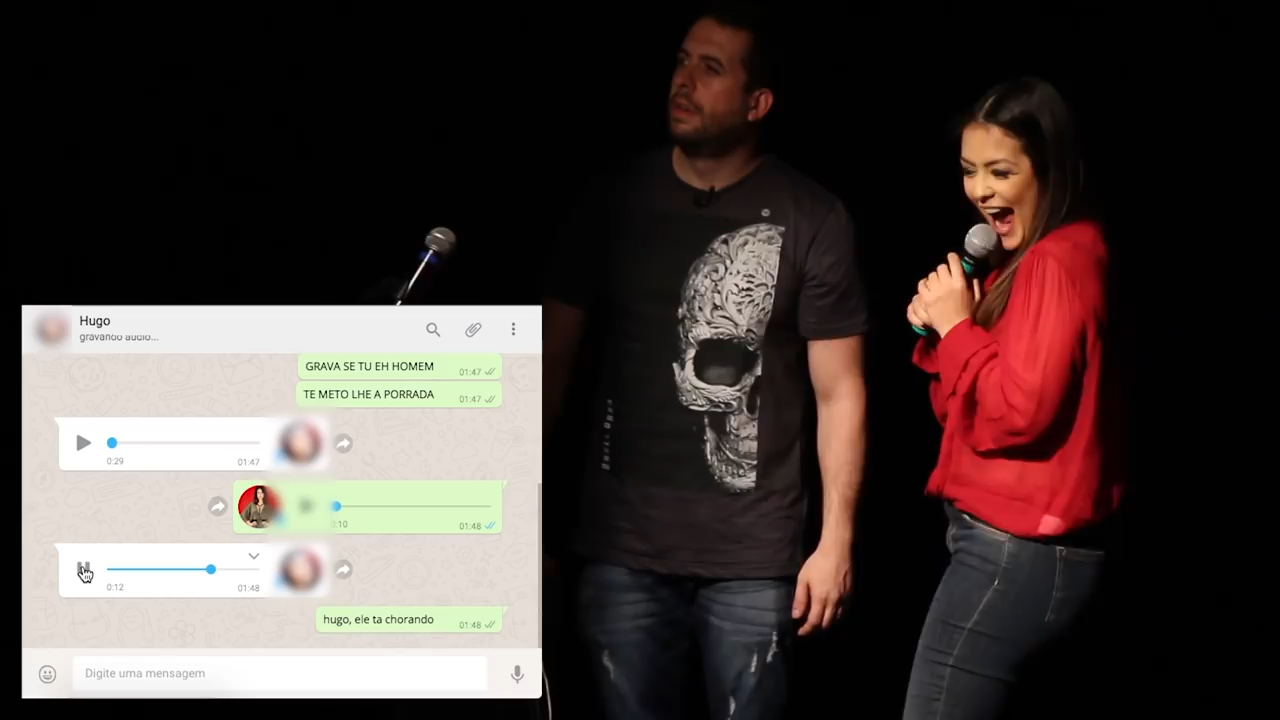 Hugo
gravando audio...
GRAVA SE TU EH HOMEM
01:47
TE METO LHE A PORRADA
01:47
0:29
01:47
:10
01:48
0:12
01:48
hugo, ele ta chorando
01:48
Digite uma mensagem